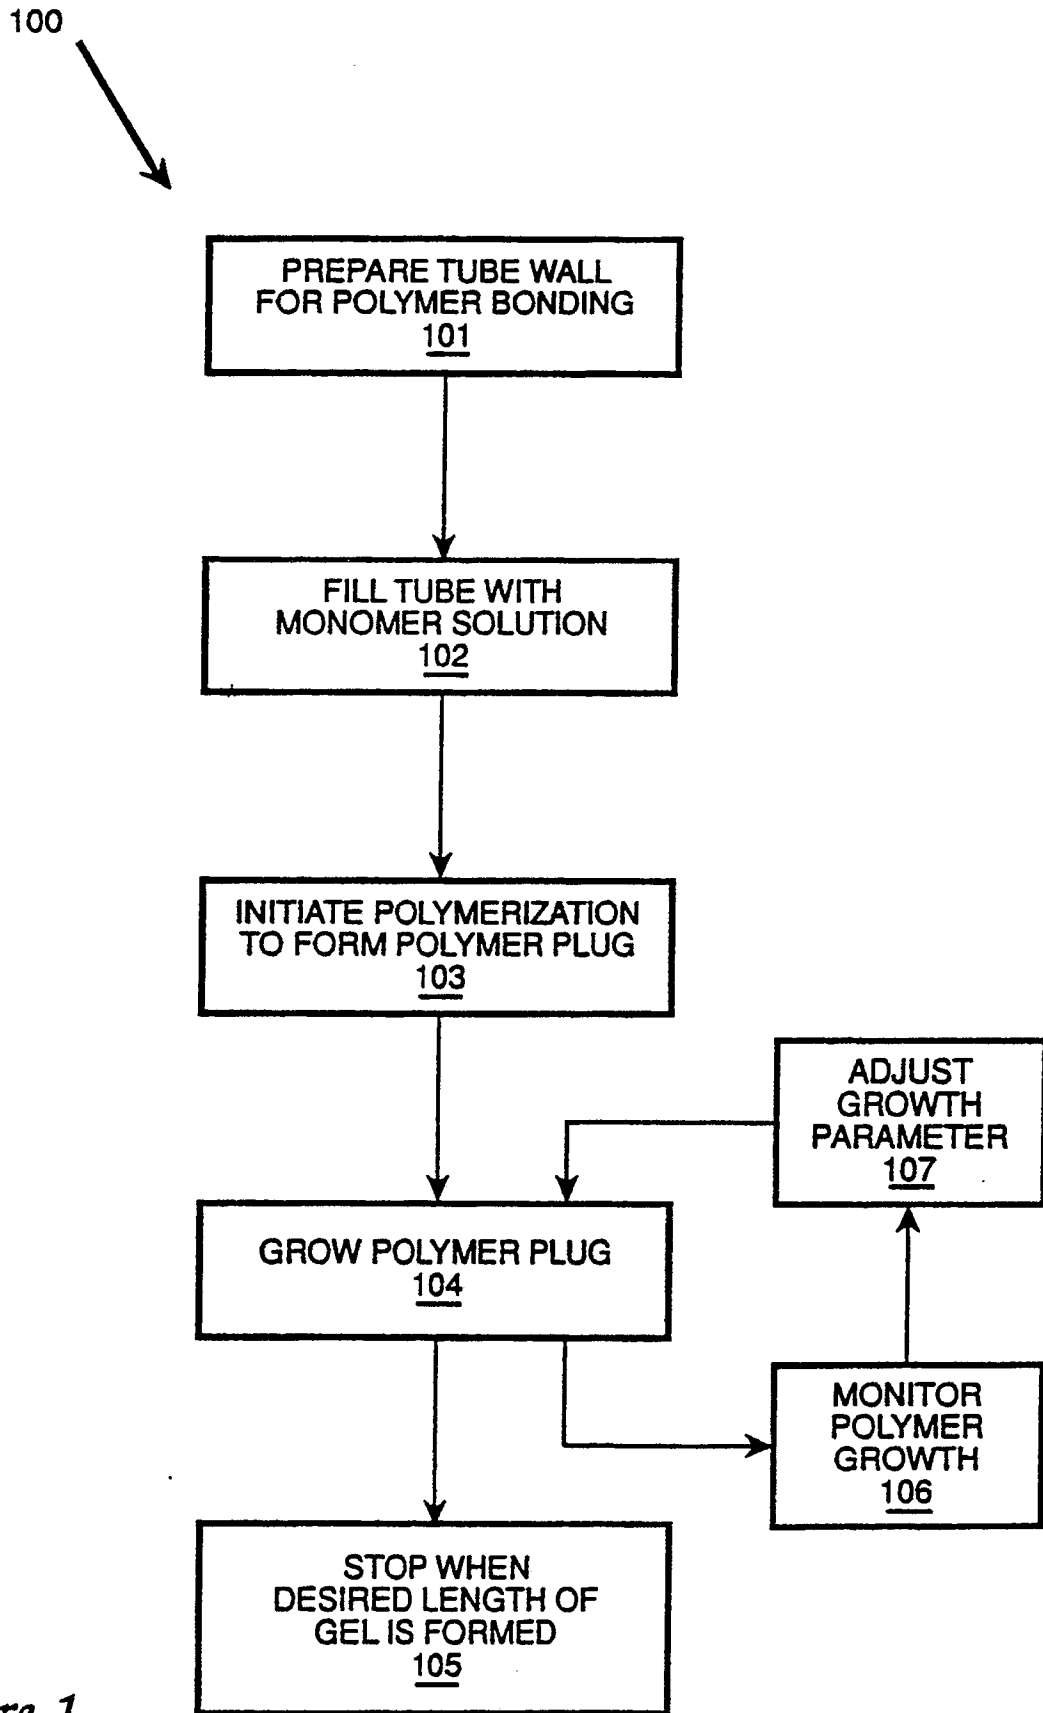 100
PREPARE TUBE WALL
FOR POLYMER BONDING
101
FILL TUBE WITH
MONOMER SOLUTION
102
INITIATE POLYMERIZATION
TO FORM POLYMER PLUG
103
ADJUST
GROWTH
PARAMETER
107
GROW POLYMER PLUG
104
MONITOR
POLYMER
GROWTH
106
STOP WHEN
DESIRED LENGTH OF
GEL IS FORMED
105
1